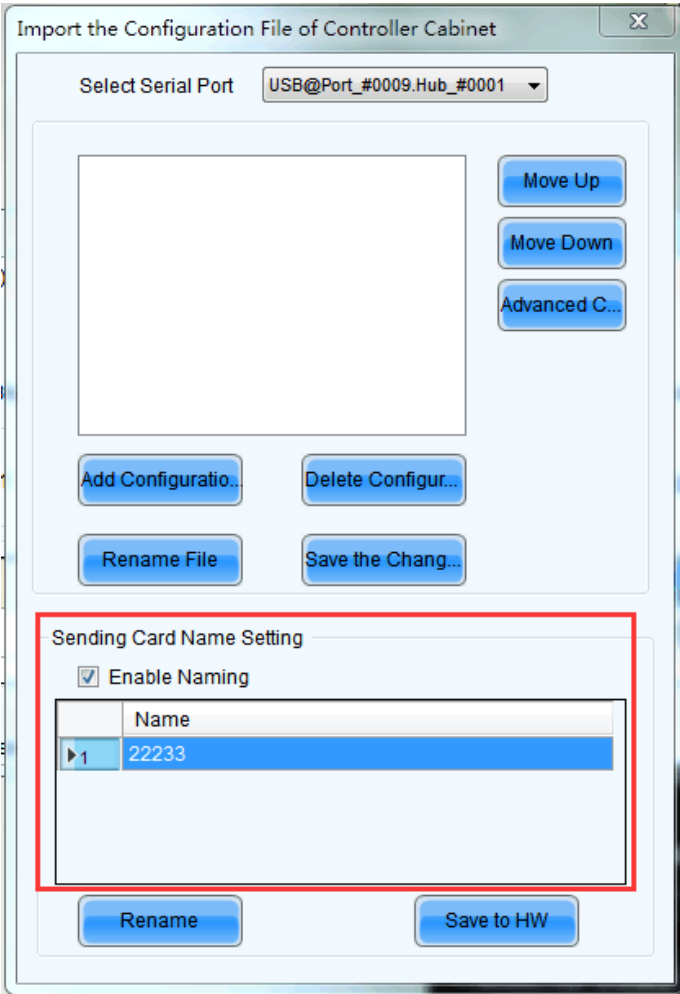 Import the Configuration File of Controller Cabinet
Select Serial Port USB@Port_#0009.Hub_#0001
Move Up
Move Down
Advanced C...
Add Configuratio... Delete Configur...
Rename File Save the Chang...
Sending Card Name Setting
Enable Naming
Name
1 22233
Rename Save to HW